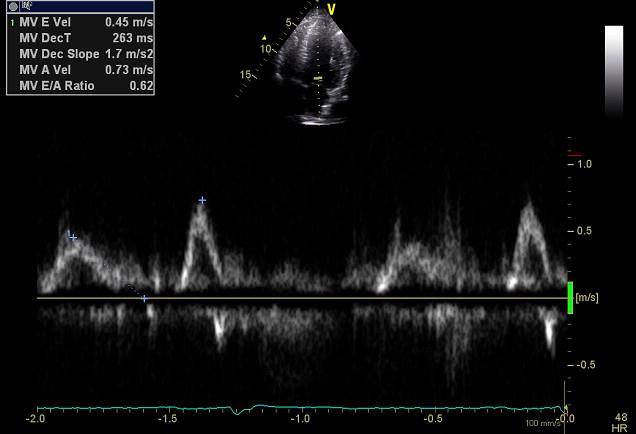 1 MV E Vel 0.45 m/s
MV DecT 263 ms
MV Dec Slope 1.7 m/s2
MV A Vel 0.73 m/s
MV E/A Ratio 0.62
V
5
10
15
1.0
0.5
[m/s]
-0.5
-2.0 -1.5 -1.0 -0.5 0.0
100 mm/s
48
HR